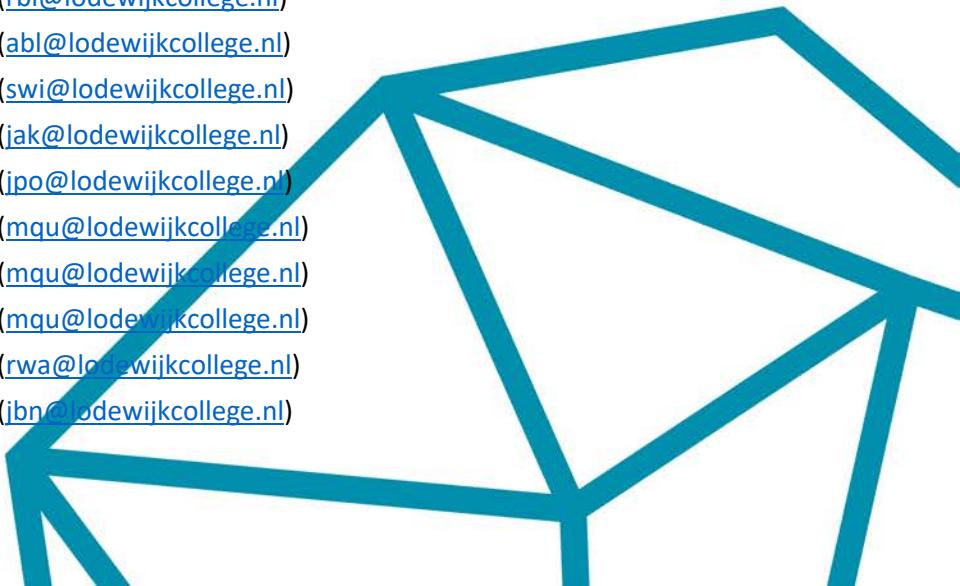 (abl@lodewijkcollege.nl)
(swi@lodewijkcollege.nl)
(jak@lodewijkcollege.nl)
(jpo@lodewijkcollege.nl)
(mqu@lodewijkcollege.nl)
(mqu@lodewijkcollege.nl)
(mqu@lodewijkcollege.nl)
(rwa@lodewijkcollege.nl)
(jbn@lodewijkcollege.nl)